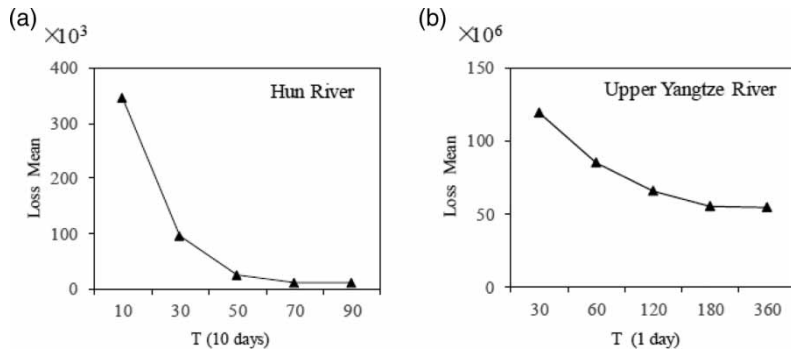 (a)
×10³
400
300
200
100
0
Loss Mean
Hun River
10 30 50 70 90
T (10 days)
(b)
×10⁶
150
100
50
0
Loss Mean
Upper Yangtze River
30 60 120 180 360
T (1 day)